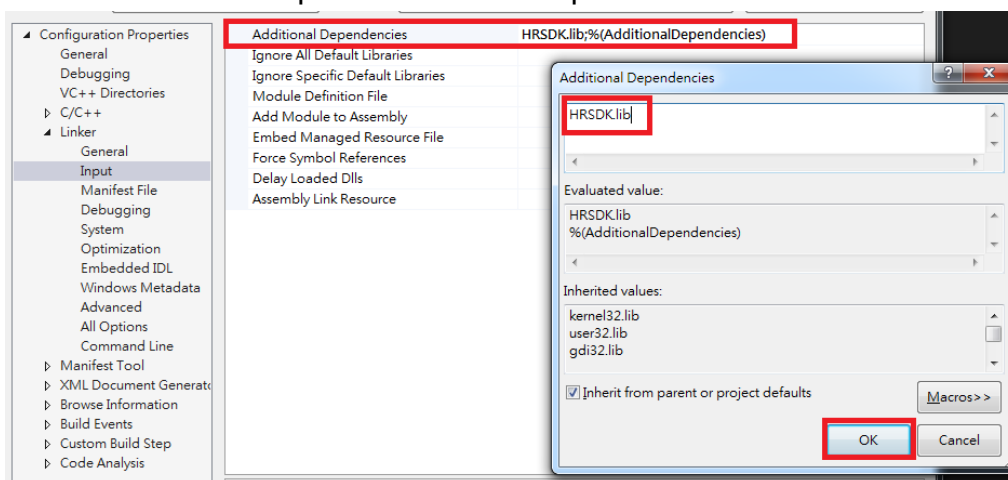 Configuration Properties
General
Debugging
VC++ Directories
C/C++
Linker
General
Input
Manifest File
Debugging
System
Optimization
Embedded IDL
Windows Metadata
Advanced
All Options
Command Line
Manifest Tool
XML Document Generato
Browse Information
Build Events
Custom Build Step
Code Analysis
Additional Dependencies HRSDK.lib;%(AdditionalDependencies)
Ignore All Default Libraries
Ignore Specific Default Libraries
Module Definition File
Add Module to Assembly
Embed Managed Resource File
Force Symbol References
Delay Loaded Dlls
Assembly Link Resource
Additional Dependencies
HRSDK.lib
Evaluated value:
HRSDK.lib
%(AdditionalDependencies)
Inherited values:
kernel32.lib
user32.lib
gdi32.lib
Inherit from parent or project defaults
Macros>>
OK Cancel